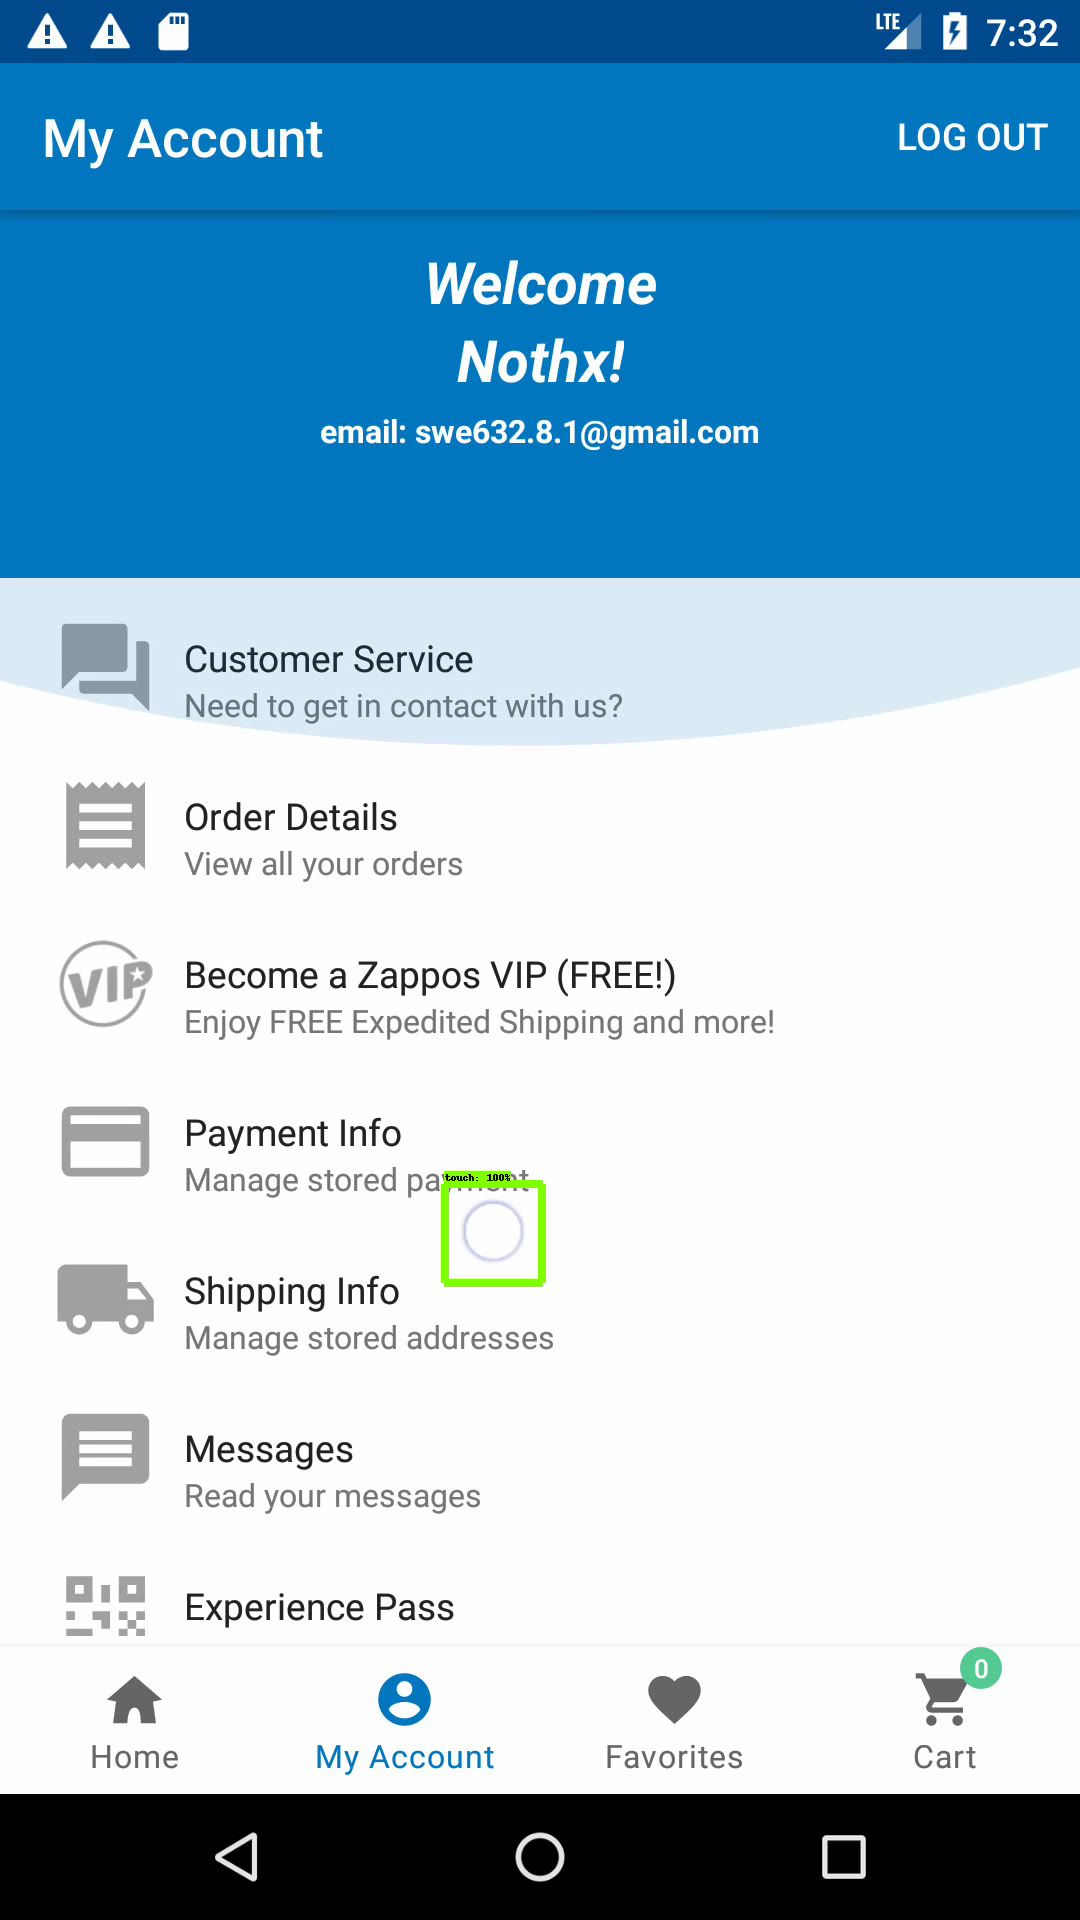 LTE 7:32
My Account LOG OUT
Welcome
Nothx!
email: swe632.8.1@gmail.com
Customer Service
Need to get in contact with us?
Order Details
View all your orders
VIP
Become a Zappos VIP (FREE!)
Enjoy FREE Expedited Shipping and more!
Payment Info
Manage stored payment
touch: 100%
Shipping Info
Manage stored addresses
Messages
Read your messages
Experience Pass
0
Home My Account Favorites Cart